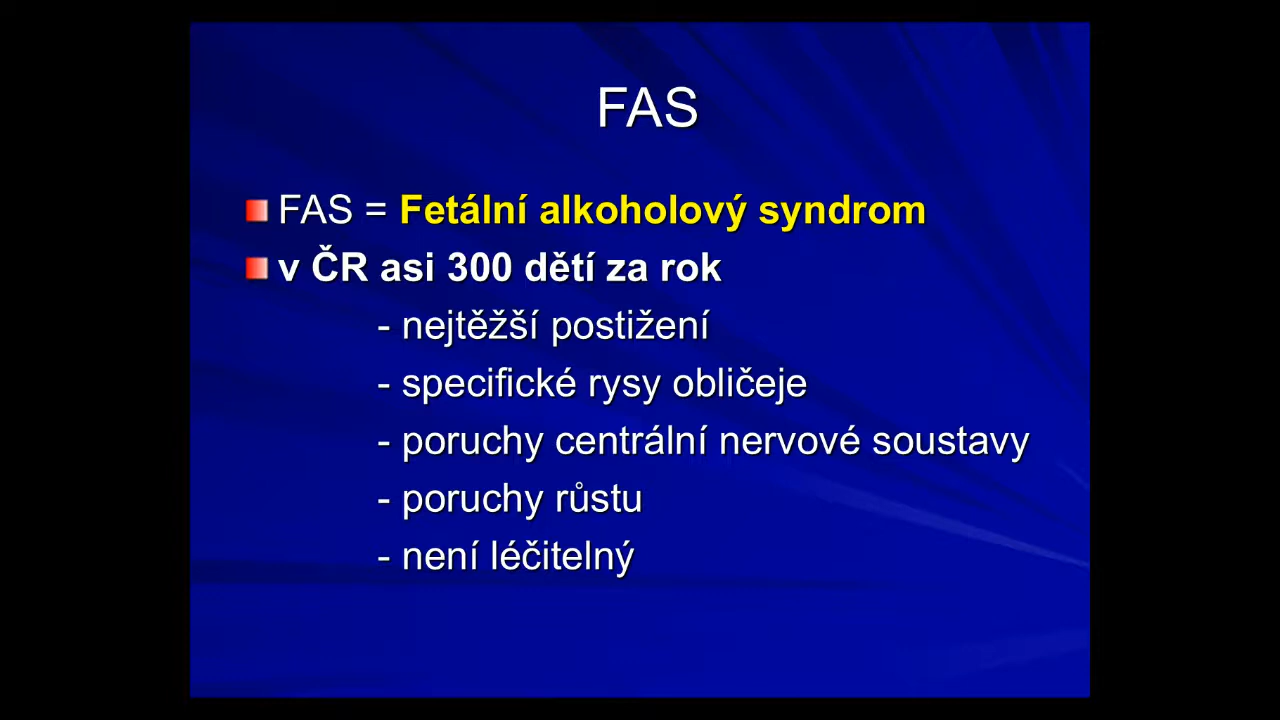 FAS
FAS = Fetální alkoholový syndrom
v ČR asi 300 dětí za rok
- nejtěžší postižení
- specifické rysy obličeje
- poruchy centrální nervové soustavy
- poruchy růstu
- není léčitelný